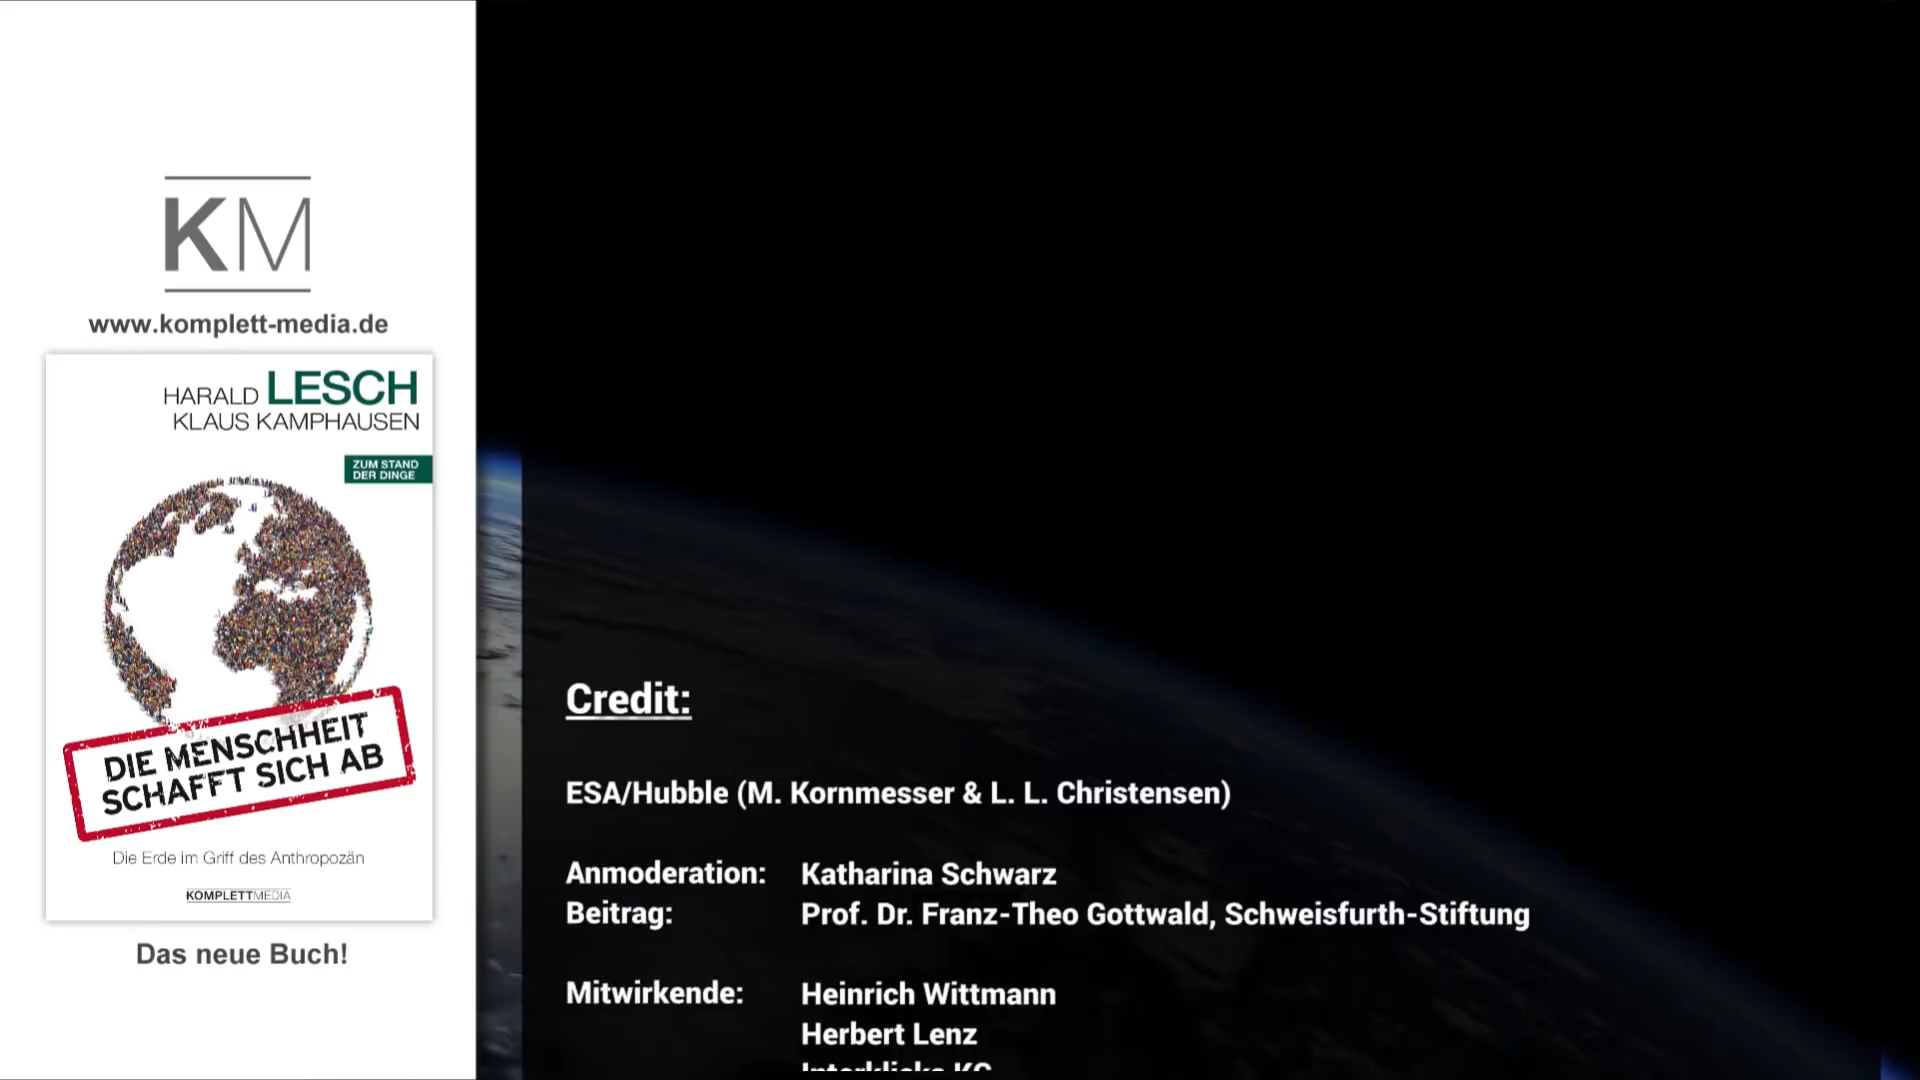 KM
www.komplett-media.de
HARALD LESCH
KLAUS KAMPHAUSEN
ZUM STAND
DER DINGE
DIE MENSCHHEIT
SCHAFFT SICH AB
Die Erde im Griff des Anthropozän
KOMPLETTMEDIA
Das neue Buch!
Credit:
ESA/Hubble (M. Kornmesser & L. L. Christensen)
Anmoderation: Katharina Schwarz
Beitrag: Prof. Dr. Franz-Theo Gottwald, Schweisfurth-Stiftung
Mitwirkende: Heinrich Wittmann
Herbert Lenz